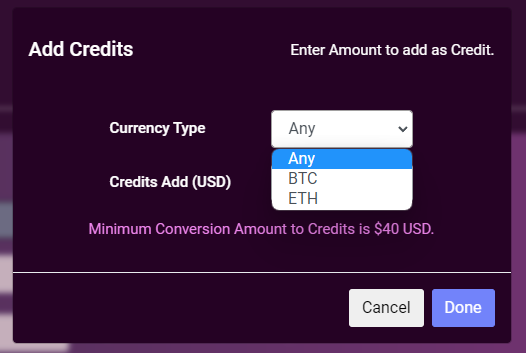 Add Credits
Enter Amount to add as Credit.
Currency Type
Any
Any
BTC
ETH
Credits Add (USD)
Minimum Conversion Amount to Credits is $40 USD.
Cancel
Done